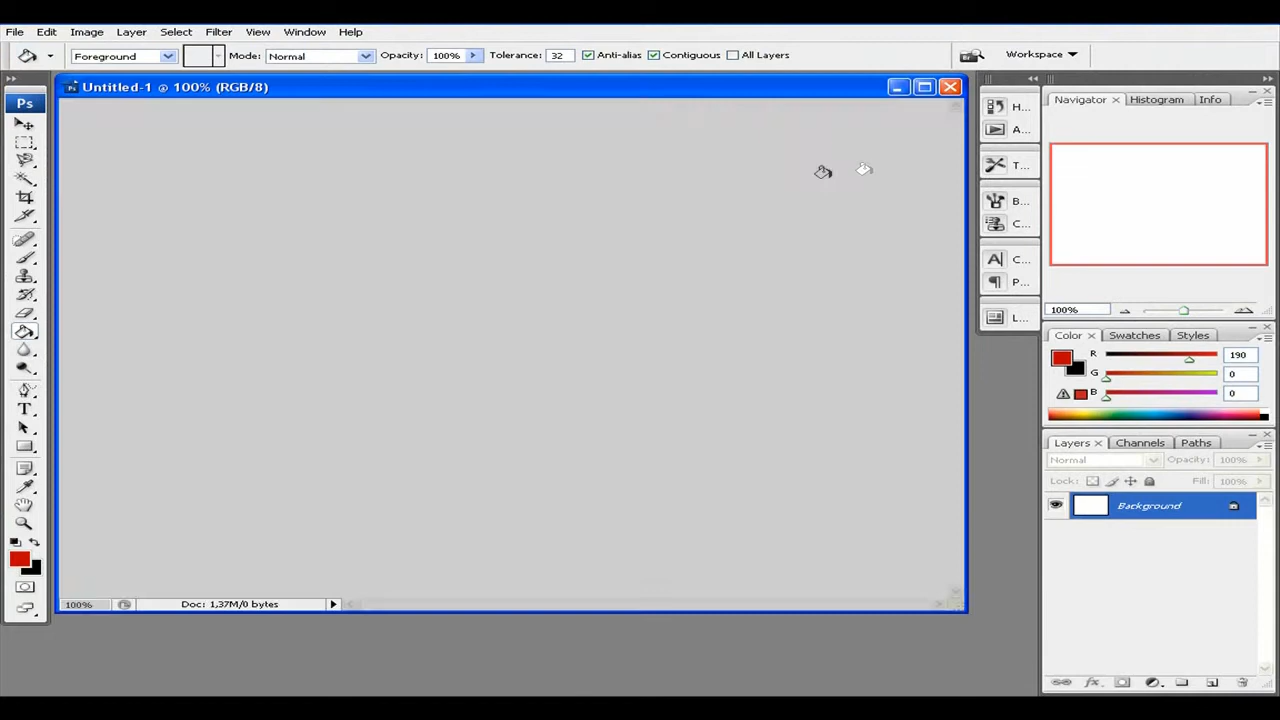 File Edit Image Layer Select Filter View Window Help
Foreground Mode: Normal Opacity: 100% Tolerance: 32 Anti-alias Contiguous All Layers Workspace
Ps
Untitled-1 @ 100% (RGB/8)
H...
A...
T...
B...
C...
C...
P...
L...
Navigator Histogram Info
100%
Color Swatches Styles
R 190
G 0
B 0
Layers Channels Paths
Normal Opacity: 100%
Lock: Fill: 100%
Background
100% Doc: 1,37M/0 bytes